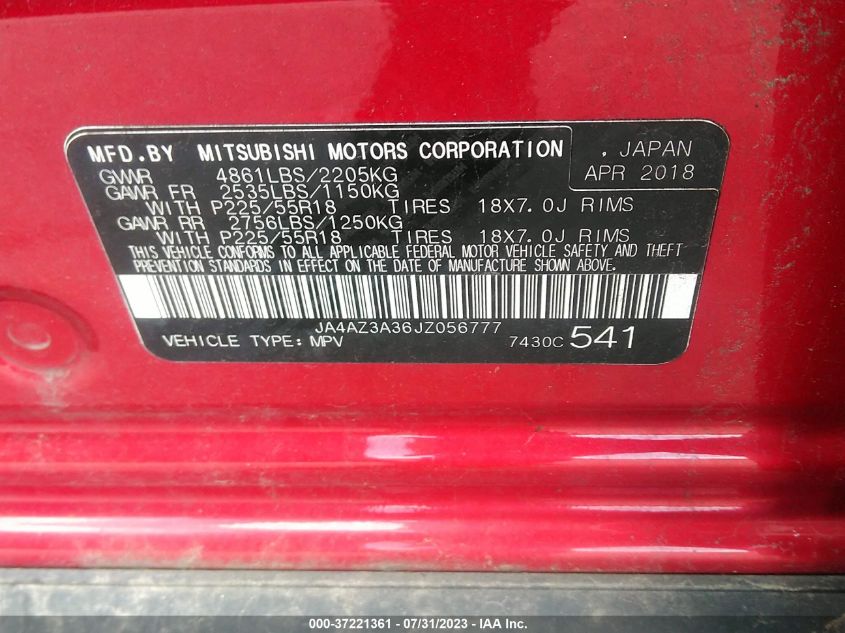 MFD.BY MITSUBISHI MOTORS CORPORATION , JAPAN
GVWR 4861LBS/2205KG APR 2018
GAWR FR 2535LBS/1150KG
WITH P225/55R18 TIRES 18X7.0J RIMS
GAWR RR 2756LBS/1250KG
WITH P225/55R18 TIRES 18X7.0J RIMS
THIS VEHICLE CONFORMS TO ALL APPLICABLE FEDERAL MOTOR VEHICLE SAFETY AND THEFT
PREVENTION STANDARDS IN EFFECT ON THE DATE OF MANUFACTURE SHOWN ABOVE.
JA4AZ3A36JZ056777
VEHICLE TYPE: MPV 7430C 541
000-37221361 - 07/31/2023 - IAA Inc.